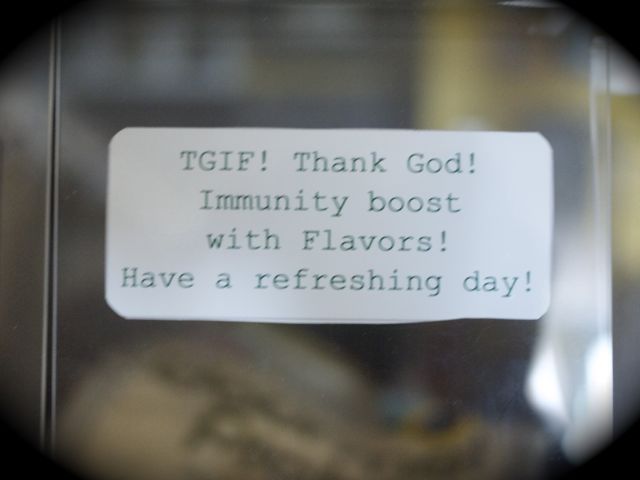 TGIF! Thank God!
Immunity boost
with Flavors!
Have a refreshing day!